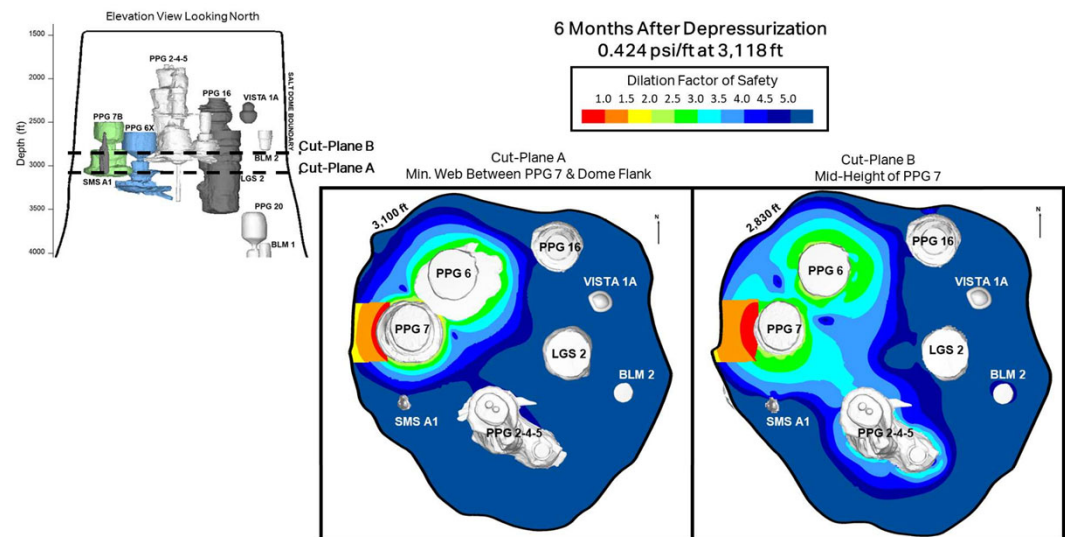 Elevation View Looking North
1500
2000
2500
3000
3500
4000
Depth (ft)
PPG 2-4-5
PPG 16
VISTA 1A
PPG 7B
PPG 6X
BLM 2
SMS A1
LGS 2
PPG 20
BLM 1
SALT DOME BOUNDARY
Cut-Plane B
Cut-Plane A
6 Months After Depressurization
0.424 psi/ft at 3,118 ft
Dilation Factor of Safety
1.0 1.5 2.0 2.5 3.0 3.5 4.0 4.5 5.0
Cut-Plane A
Min. Web Between PPG 7 & Dome Flank
3,100 ft
N
PPG 16
PPG 6
VISTA 1A
PPG 7
LGS 2
BLM 2
SMS A1
PPG 2-4-5
Cut-Plane B
Mid-Height of PPG 7
2,830 ft
N
PPG 16
PPG 6
VISTA 1A
PPG 7
LGS 2
BLM 2
SMS A1
PPG 2-4-5